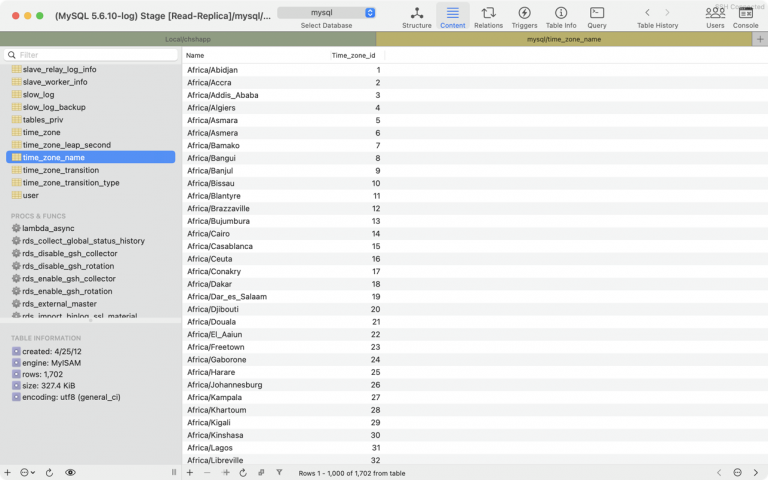 (MySQL 5.6.10-log) Stage [Read-Replica]/mysql/...
mysql
Select Database
Structure
Content
Relations
Triggers
Table Info
Query
Table History
Users
Console
SSH Connected
Local/chshapp
mysql/time_zone_name
Filter
slave_relay_log_info
slave_worker_info
slow_log
slow_log_backup
tables_priv
time_zone
time_zone_leap_second
time_zone_name
time_zone_transition
time_zone_transition_type
user
PROCS & FUNCS
lambda_async
rds_collect_global_status_history
rds_disable_gsh_collector
rds_disable_gsh_rotation
rds_enable_gsh_collector
rds_enable_gsh_rotation
rds_external_master
rds_import_binlog_ssl_material
TABLE INFORMATION
created: 4/25/12
engine: MyISAM
rows: 1,702
size: 327.4 KiB
encoding: utf8 (general_ci)
Name Time_zone_id
Africa/Abidjan 1
Africa/Accra 2
Africa/Addis_Ababa 3
Africa/Algiers 4
Africa/Asmara 5
Africa/Asmera 6
Africa/Bamako 7
Africa/Bangui 8
Africa/Banjul 9
Africa/Bissau 10
Africa/Blantyre 11
Africa/Brazzaville 12
Africa/Bujumbura 13
Africa/Cairo 14
Africa/Casablanca 15
Africa/Ceuta 16
Africa/Conakry 17
Africa/Dakar 18
Africa/Dar_es_Salaam 19
Africa/Djibouti 20
Africa/Douala 21
Africa/El_Aaiun 22
Africa/Freetown 23
Africa/Gaborone 24
Africa/Harare 25
Africa/Johannesburg 26
Africa/Kampala 27
Africa/Khartoum 28
Africa/Kigali 29
Africa/Kinshasa 30
Africa/Lagos 31
Africa/Libreville 32
Rows 1 - 1,000 of 1,702 from table